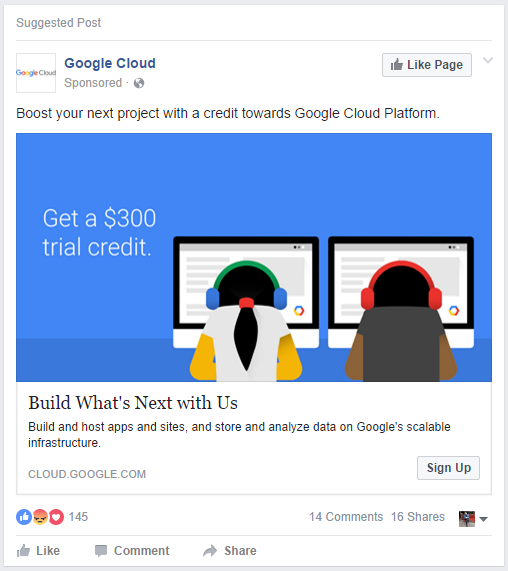 Suggested Post
Google Cloud
Google Cloud
Sponsored ·
Like Page
Boost your next project with a credit towards Google Cloud Platform.
Get a $300
trial credit.
Build What's Next with Us
Build and host apps and sites, and store and analyze data on Google's scalable
infrastructure.
CLOUD.GOOGLE.COM
Sign Up
145
14 Comments 16 Shares
Like Comment Share